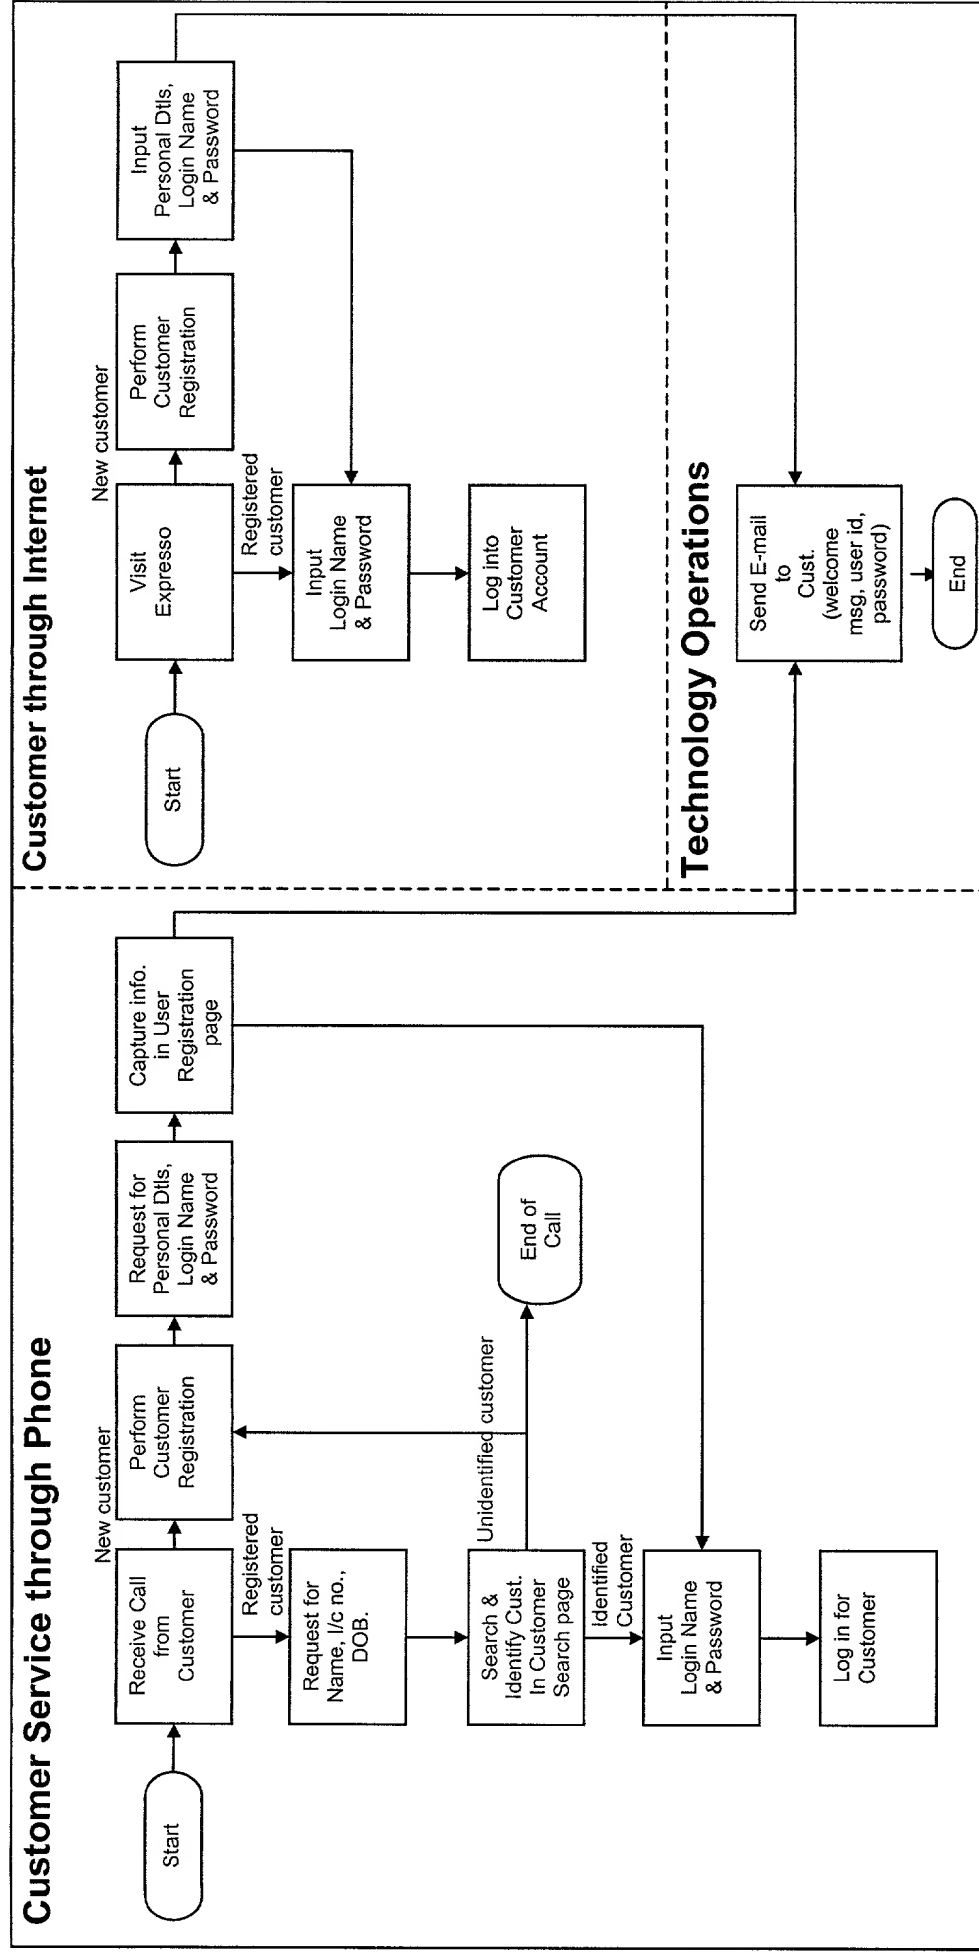 Customer Service through Phone
Start
Receive Call
from
Customer
New customer
Perform
Customer
Registration
Request for
Personal Dtls,
Login Name
& Password
Capture info.
in User
Registration
page
Registered
customer
Request for
Name, I/c no.,
DOB.
Search &
Identify Cust.
In Customer
Search page
Unidentified customer
End of
Call
Identified
Customer
Input
Login Name
& Password
Log in for
Customer
Customer through Internet
Start
Visit
Expresso
New customer
Perform
Customer
Registration
Input
Personal Dtls,
Login Name
& Password
Registered
customer
Input
Login Name
& Password
Log into
Customer
Account
Technology Operations
Send E-mail
to
Cust.
(welcome
msg, user id,
password)
End